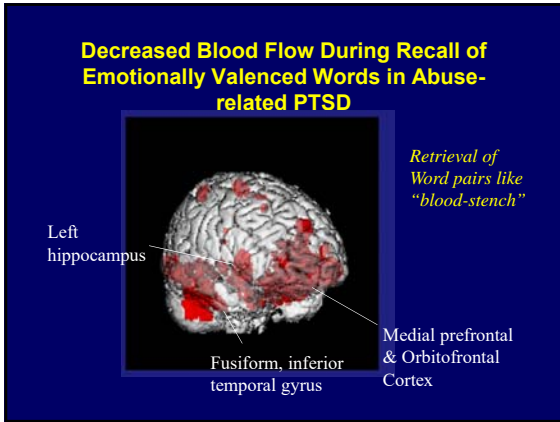 Decreased Blood Flow During Recall of
Emotionally Valenced Words in Abuse-
related PTSD
Retrieval of
Word pairs like
“blood-stench”
Left
hippocampus
Medial prefrontal
& Orbitofrontal
Cortex
Fusiform, inferior
temporal gyrus